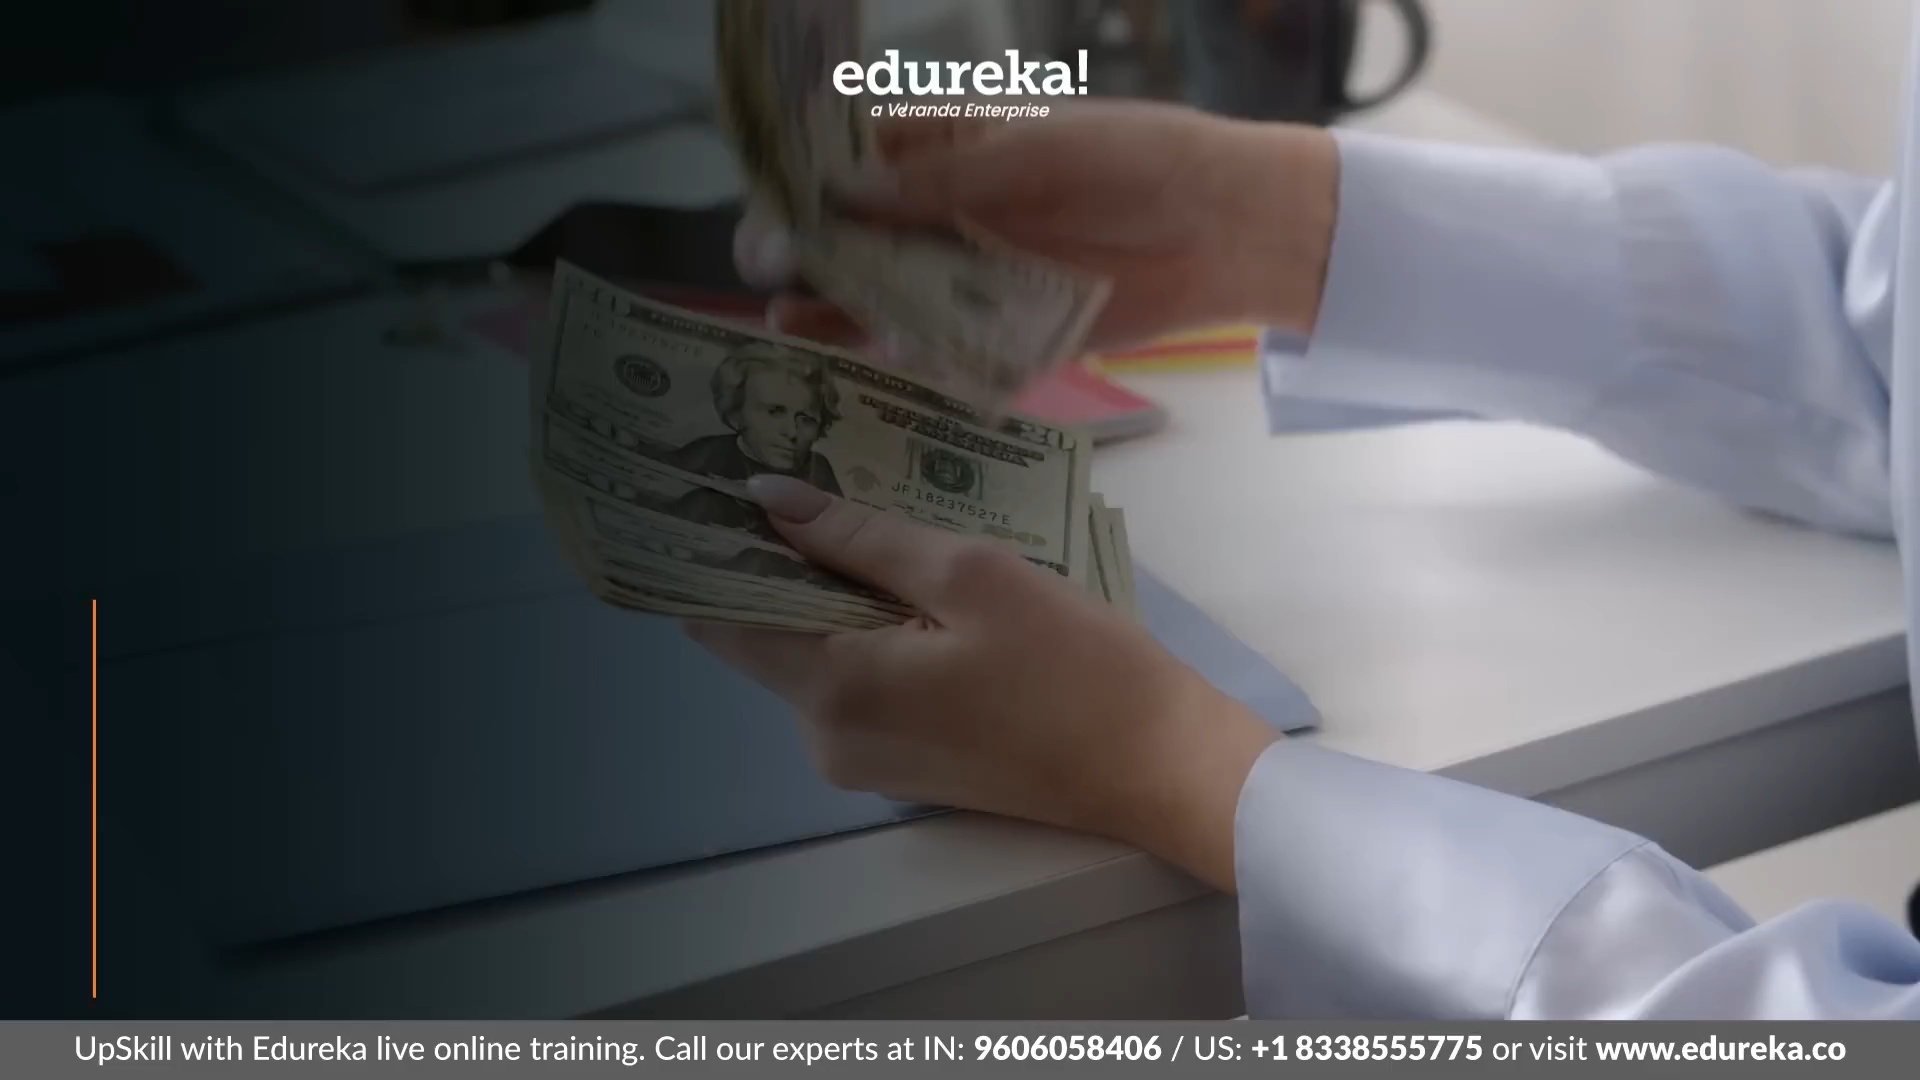 edureka!
a Veranda Enterprise
20
JF 18237527 E
UpSkill with Edureka live online training. Call our experts at IN: 9606058406 / US: +1 8338555775 or visit www.edureka.co